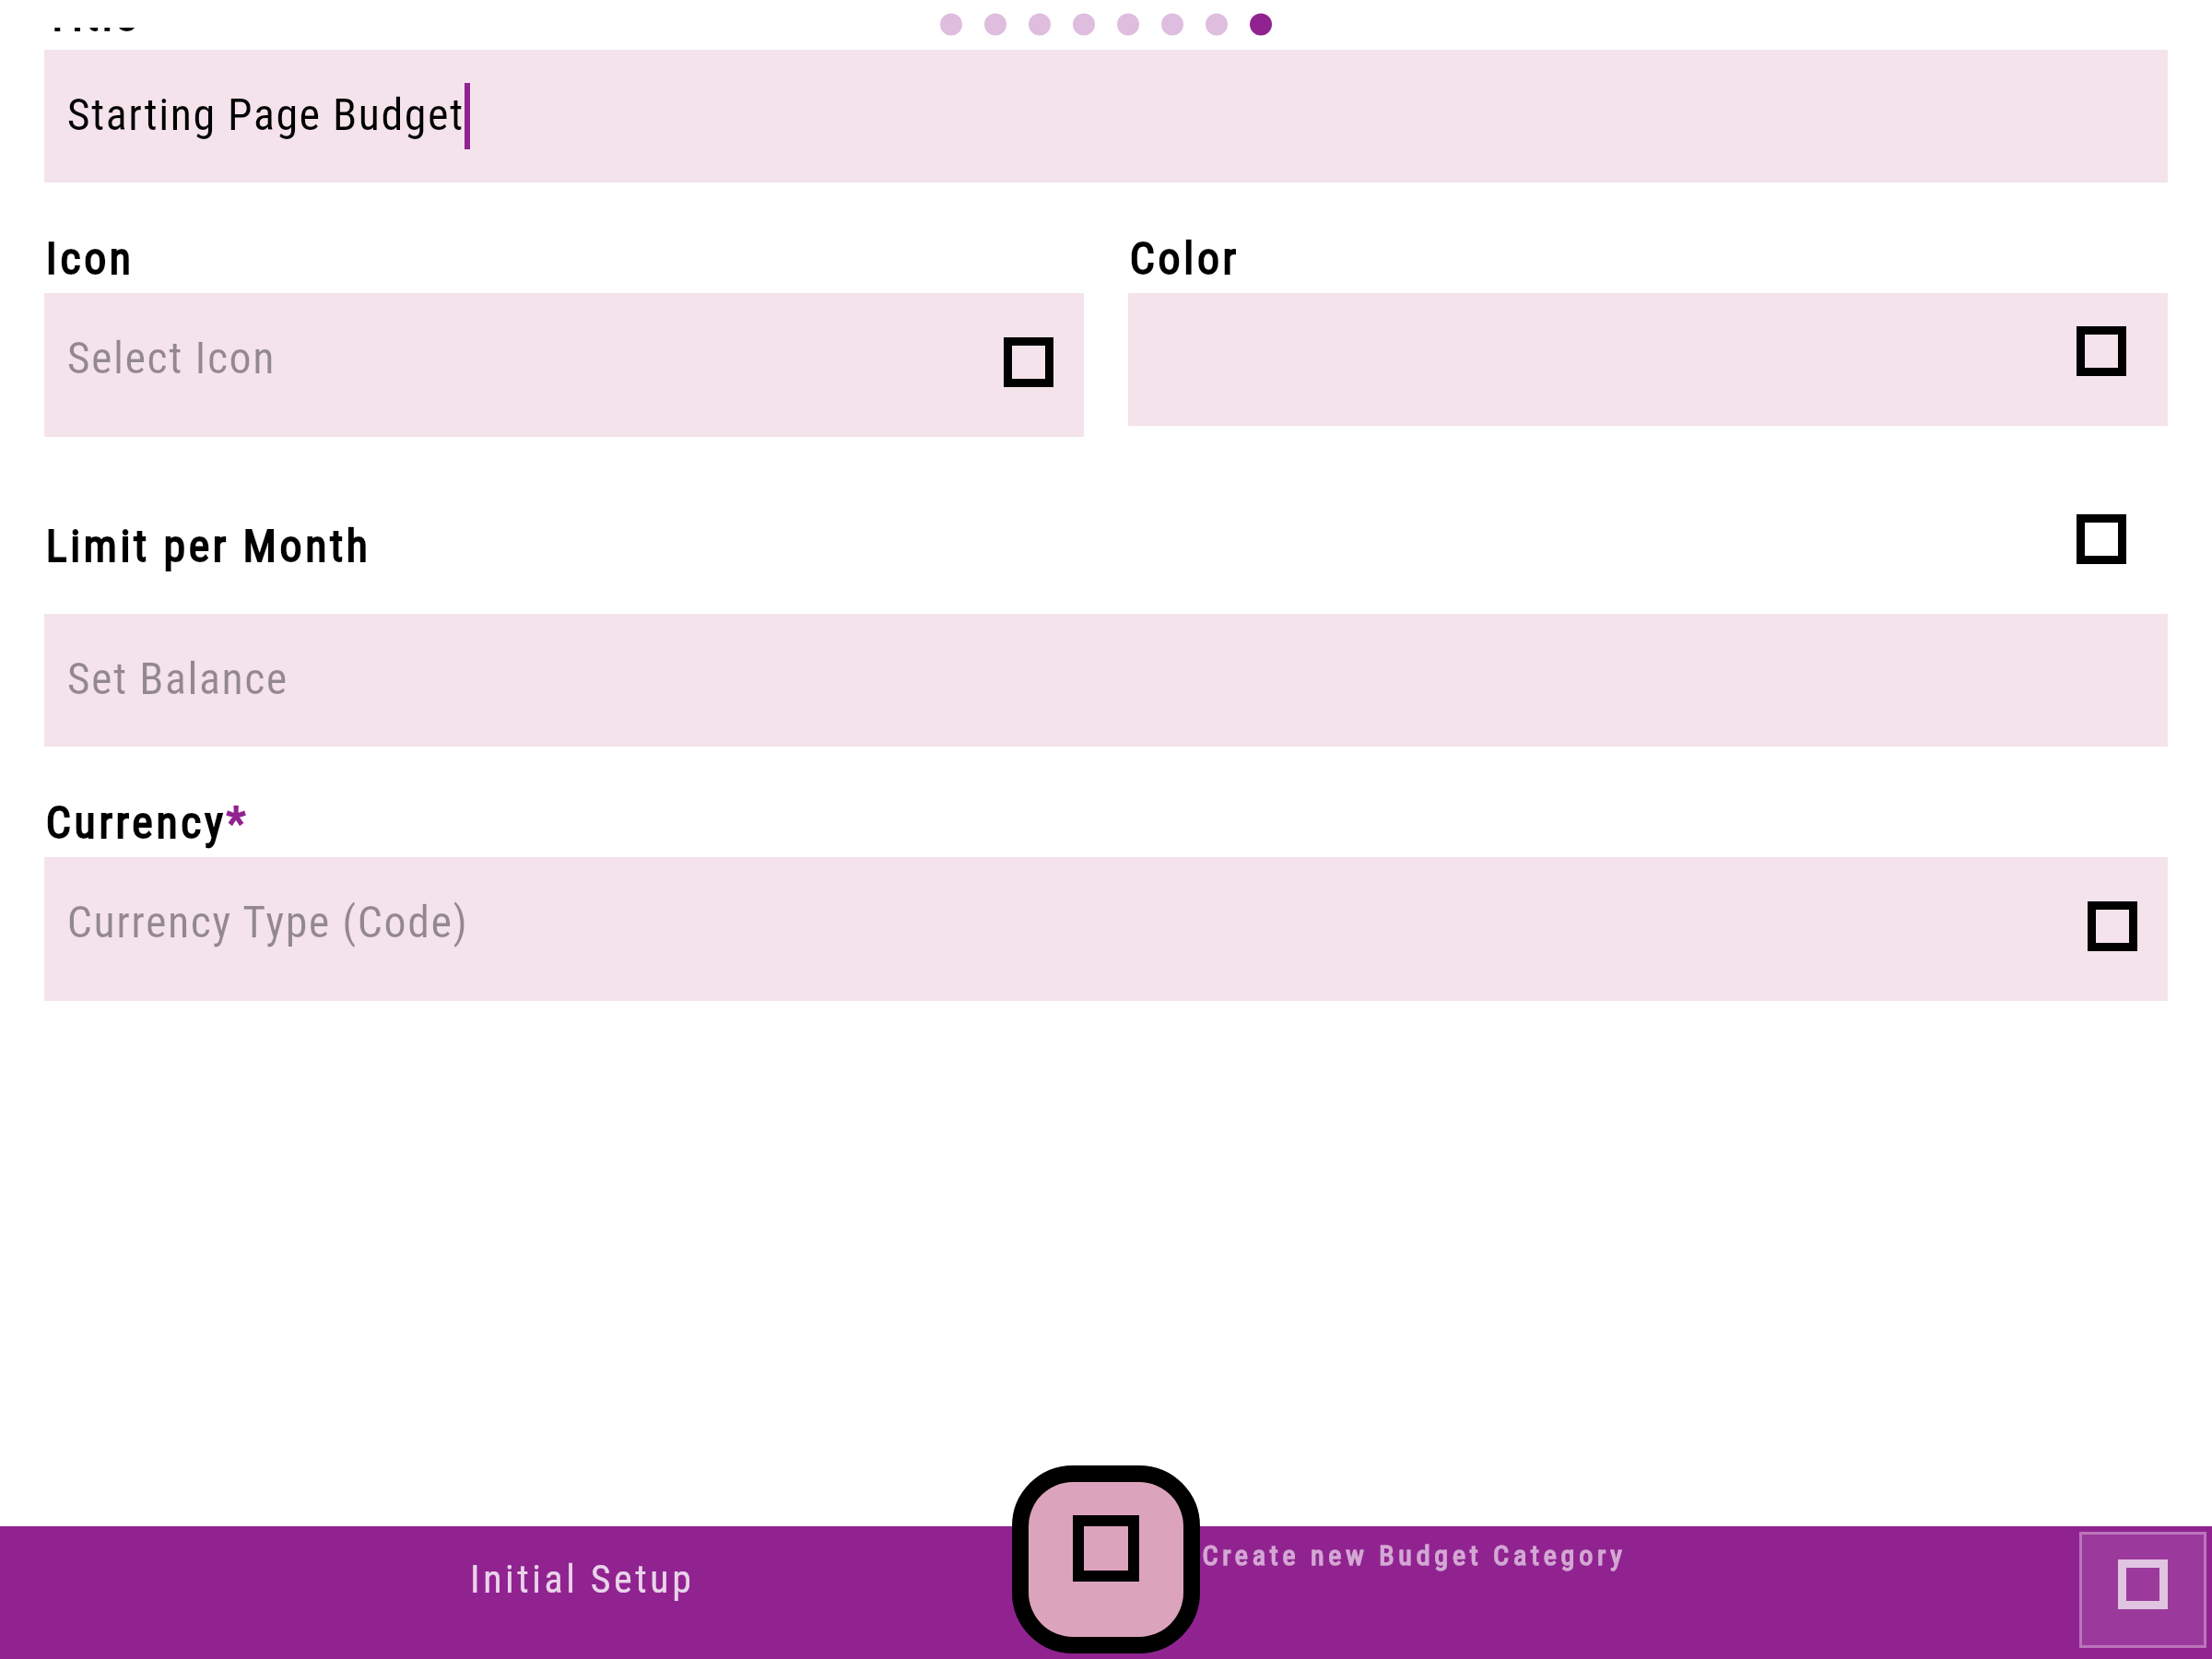 Starting Page Budget
Icon
Color
Select Icon
Limit per Month
Set Balance
Currency*
Currency Type (Code)
Initial Setup
Create new Budget Category